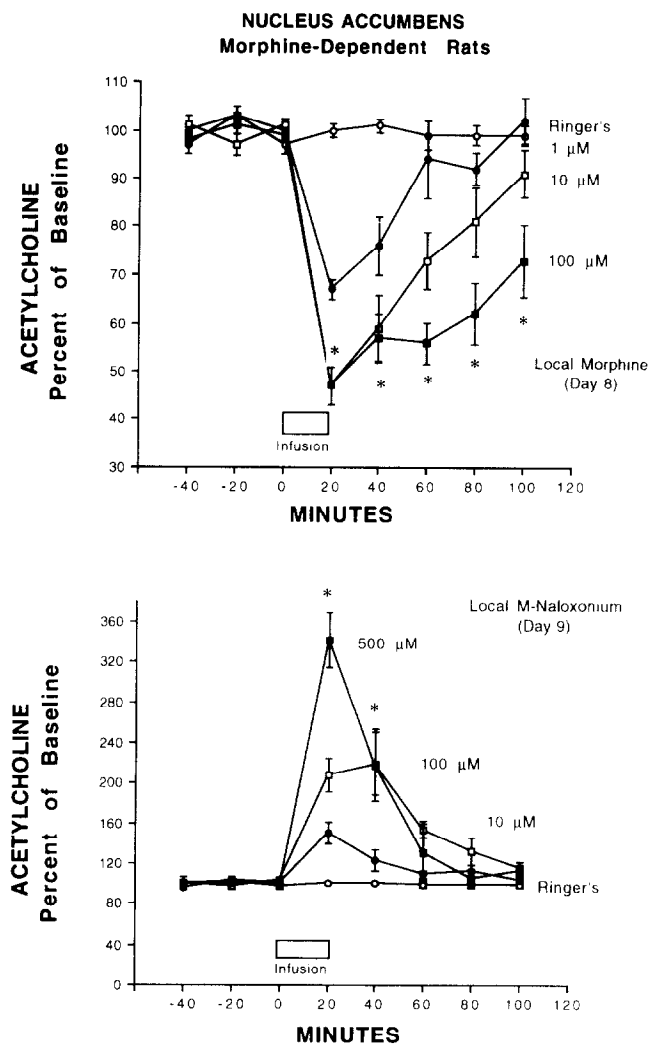 NUCLEUS ACCUMBENS
Morphine-Dependent Rats
ACETYLCHOLINE
Percent of Baseline
110
100
90
80
70
60
50
40
30
Ringer's
1 µM
10 µM
100 µM
*
*
*
*
*
Local Morphine
(Day 8)
Infusion
-40 -20 0 20 40 60 80 100 120
MINUTES
ACETYLCHOLINE
Percent of Baseline
360
320
280
240
200
160
120
80
40
0
Local M-Naloxonium
(Day 9)
*
500 µM
*
100 µM
10 µM
Ringer's
Infusion
-40 -20 0 20 40 60 80 100 120
MINUTES